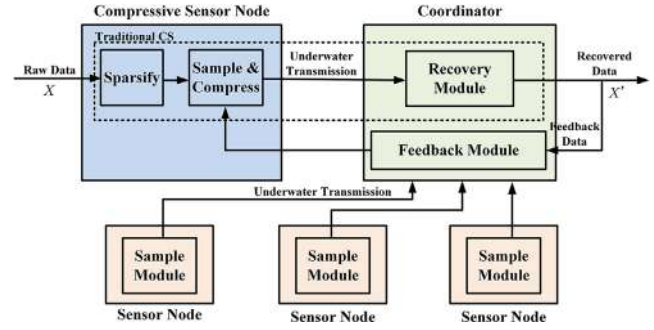 Compressive Sensor Node
Coordinator
Traditional CS
Raw Data
X
Sparsify
Sample &
Compress
Underwater
Transmission
Recovery
Module
Recovered
Data
X'
Feedback
Data
Feedback Module
Underwater Transmission
Sample
Module
Sample
Module
Sample
Module
Sensor Node
Sensor Node
Sensor Node